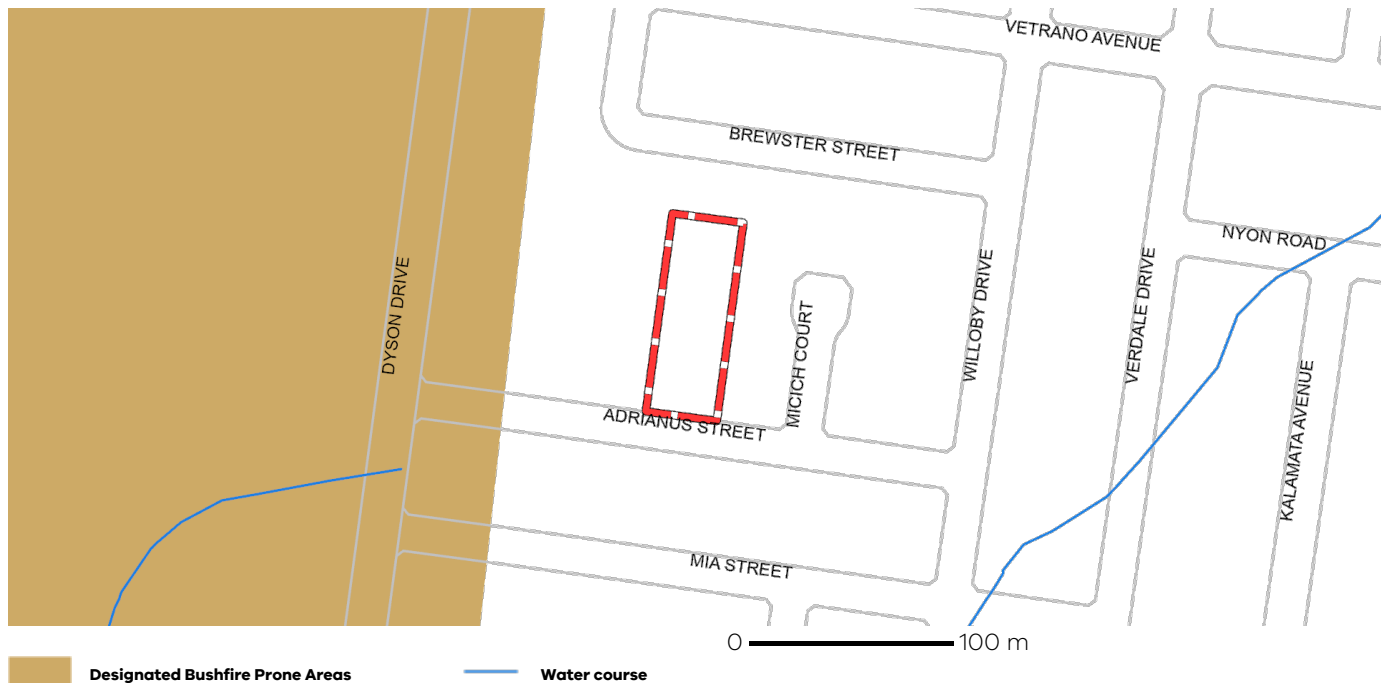 VETRANO AVENUE
BREWSTER STREET
NYON ROAD
DYSON DRIVE
WILLOBY DRIVE
VERDALE DRIVE
MICICH COURT
KALAMATA AVENUE
ADRIANUS STREET
MIA STREET
0 100 m
Designated Bushfire Prone Areas Water course